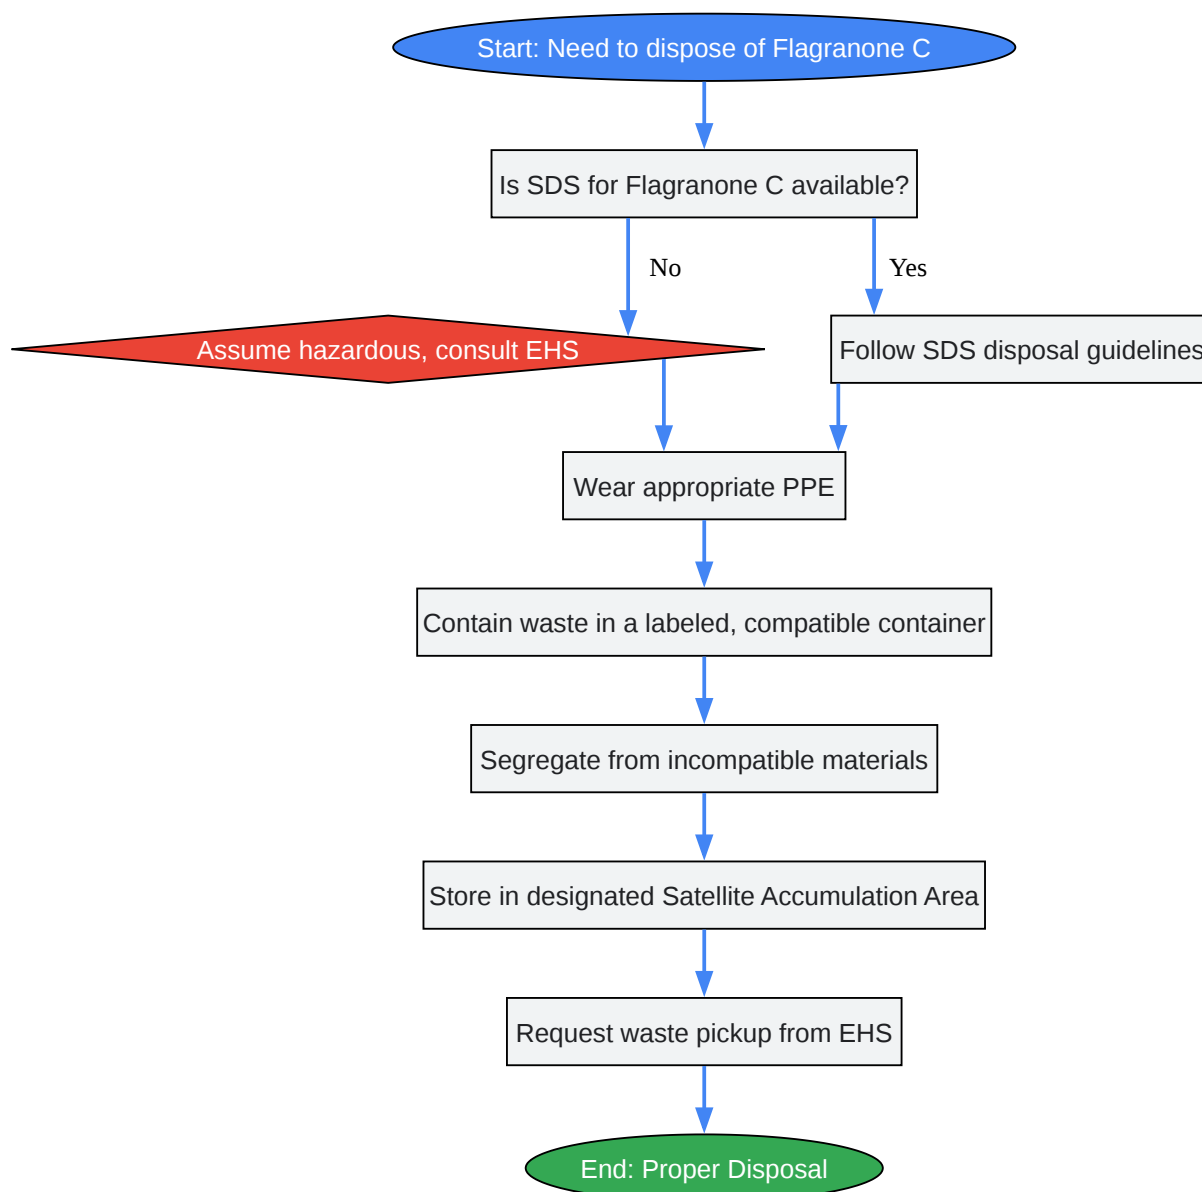 Start: Need to dispose of Flagranone C
Is SDS for Flagranone C available?
No
Yes
Assume hazardous, consult EHS
Follow SDS disposal guidelines
Wear appropriate PPE
Contain waste in a labeled, compatible container
Segregate from incompatible materials
Store in designated Satellite Accumulation Area
Request waste pickup from EHS
End: Proper Disposal